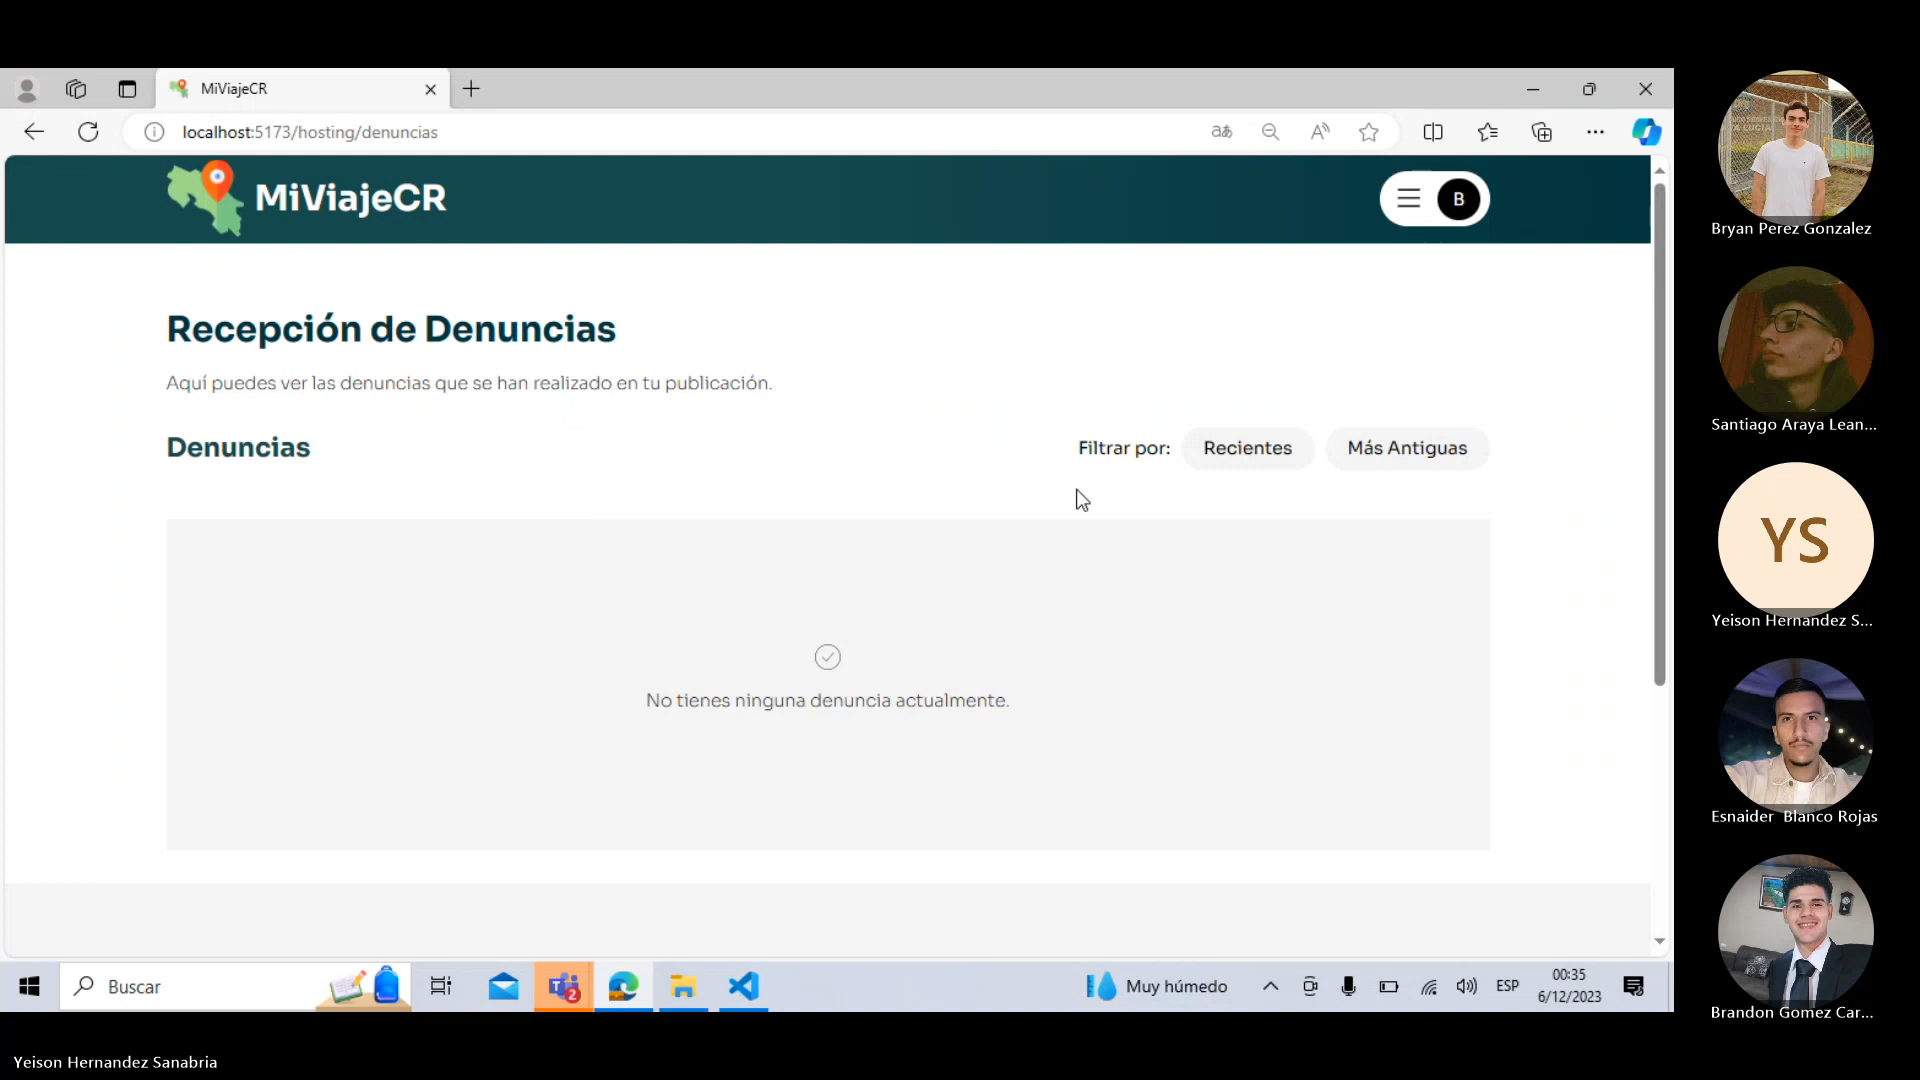 MiViajeCR
localhost:5173/hosting/denuncias
MiViajeCR
B
Recepción de Denuncias
Aquí puedes ver las denuncias que se han realizado en tu publicación.
Denuncias
Filtrar por:
Recientes
Más Antiguas
No tienes ninguna denuncia actualmente.
Buscar
2
Muy húmedo
ESP
00:35
6/12/2023
Bryan Perez Gonzalez
Santiago Araya Lean...
YS
Yeison Hernandez S...
Esnaider Blanco Rojas
Brandon Gomez Car...
Yeison Hernandez Sanabria